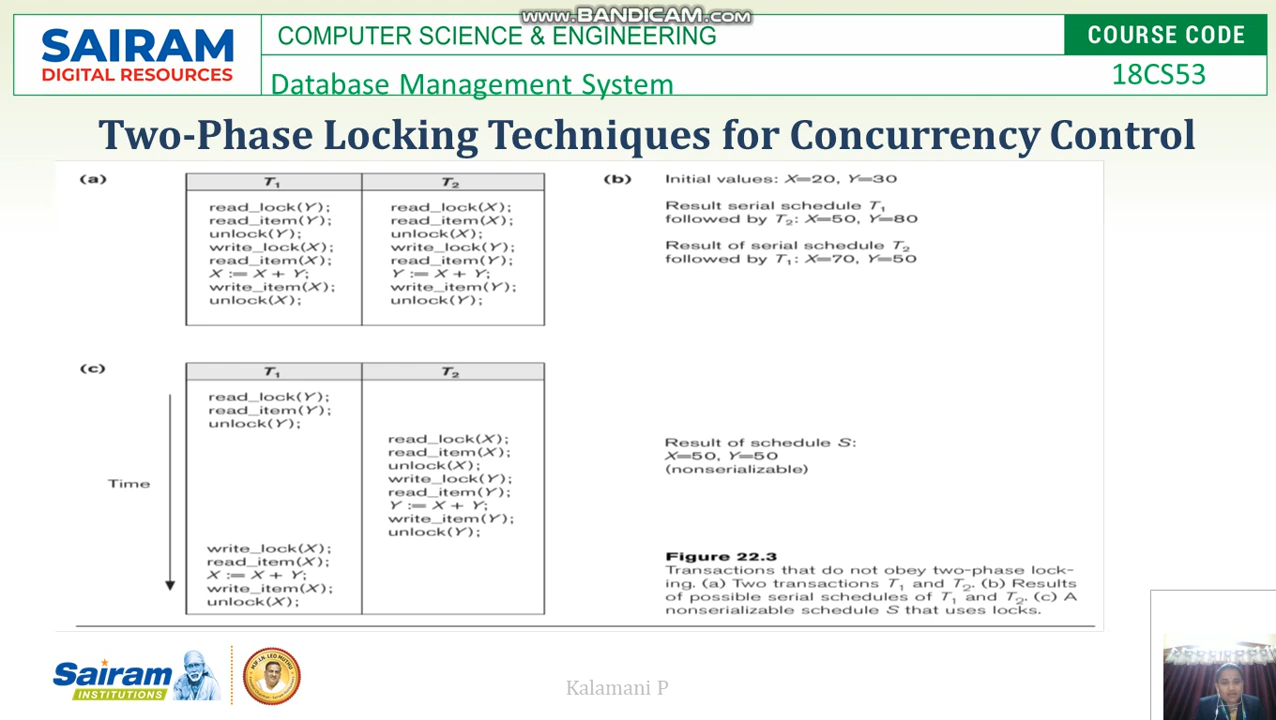 www.BANDICAM.com
SAIRAM
DIGITAL RESOURCES
COMPUTER SCIENCE & ENGINEERING
COURSE CODE
Database Management System
18CS53
Two-Phase Locking Techniques for Concurrency Control
(a)
T₁
T₂
read_lock(Y);
read_item(Y);
unlock(Y);
write_lock(X);
read_item(X);
X := X + Y;
write_item(X);
unlock(X);
read_lock(X);
read_item(X);
unlock(X);
write_lock(Y);
read_item(Y);
Y := X + Y;
write_item(Y);
unlock(Y);
(b)
Initial values: X=20, Y=30
Result serial schedule T₁
followed by T₂: X=50, Y=80
Result of serial schedule T₂
followed by T₁: X=70, Y=50
(c)
T₁
T₂
Time
read_lock(Y);
read_item(Y);
unlock(Y);
read_lock(X);
read_item(X);
unlock(X);
write_lock(Y);
read_item(Y);
Y := X + Y;
write_item(Y);
unlock(Y);
write_lock(X);
read_item(X);
X := X + Y;
write_item(X);
unlock(X);
Result of schedule S:
X=50, Y=50
(nonserializable)
Figure 22.3
Transactions that do not obey two-phase lock-
ing. (a) Two transactions T₁ and T₂. (b) Results
of possible serial schedules of T₁ and T₂. (c) A
nonserializable schedule S that uses locks.
Sairam
INSTITUTIONS
Kalamani P